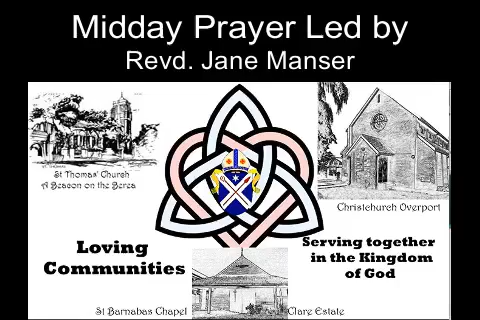 Midday Prayer Led by
Revd. Jane Manser
St Thomas' Church
A Beacon on the Berea
Christchurch Overport
Loving
Communities
Serving together
in the Kingdom
of God
St Barnabas Chapel
Clare Estate